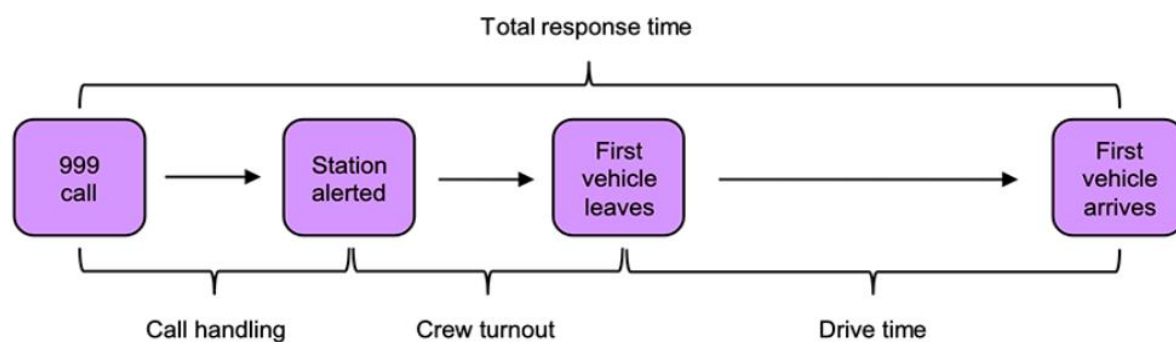 Total response time
999
call
Station
alerted
First
vehicle
leaves
First
vehicle
arrives
Call handling
Crew turnout
Drive time